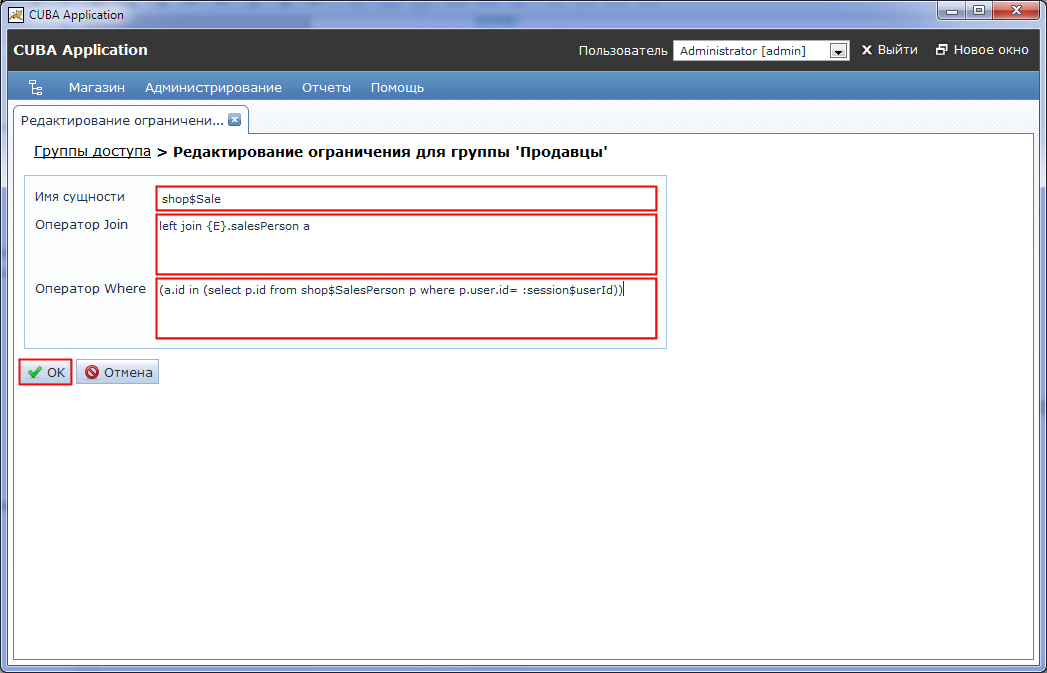 CUBA Application
CUBA Application
Пользователь Administrator [admin] Выйти Новое окно
Магазин Администрирование Отчеты Помощь
Редактирование ограничени...
Группы доступа > Редактирование ограничения для группы 'Продавцы'
Имя сущности shop$Sale
Оператор Join left join {E}.salesPerson a
Оператор Where (a.id in (select p.id from shop$SalesPerson p where p.user.id= :session$userId))
OK Отмена